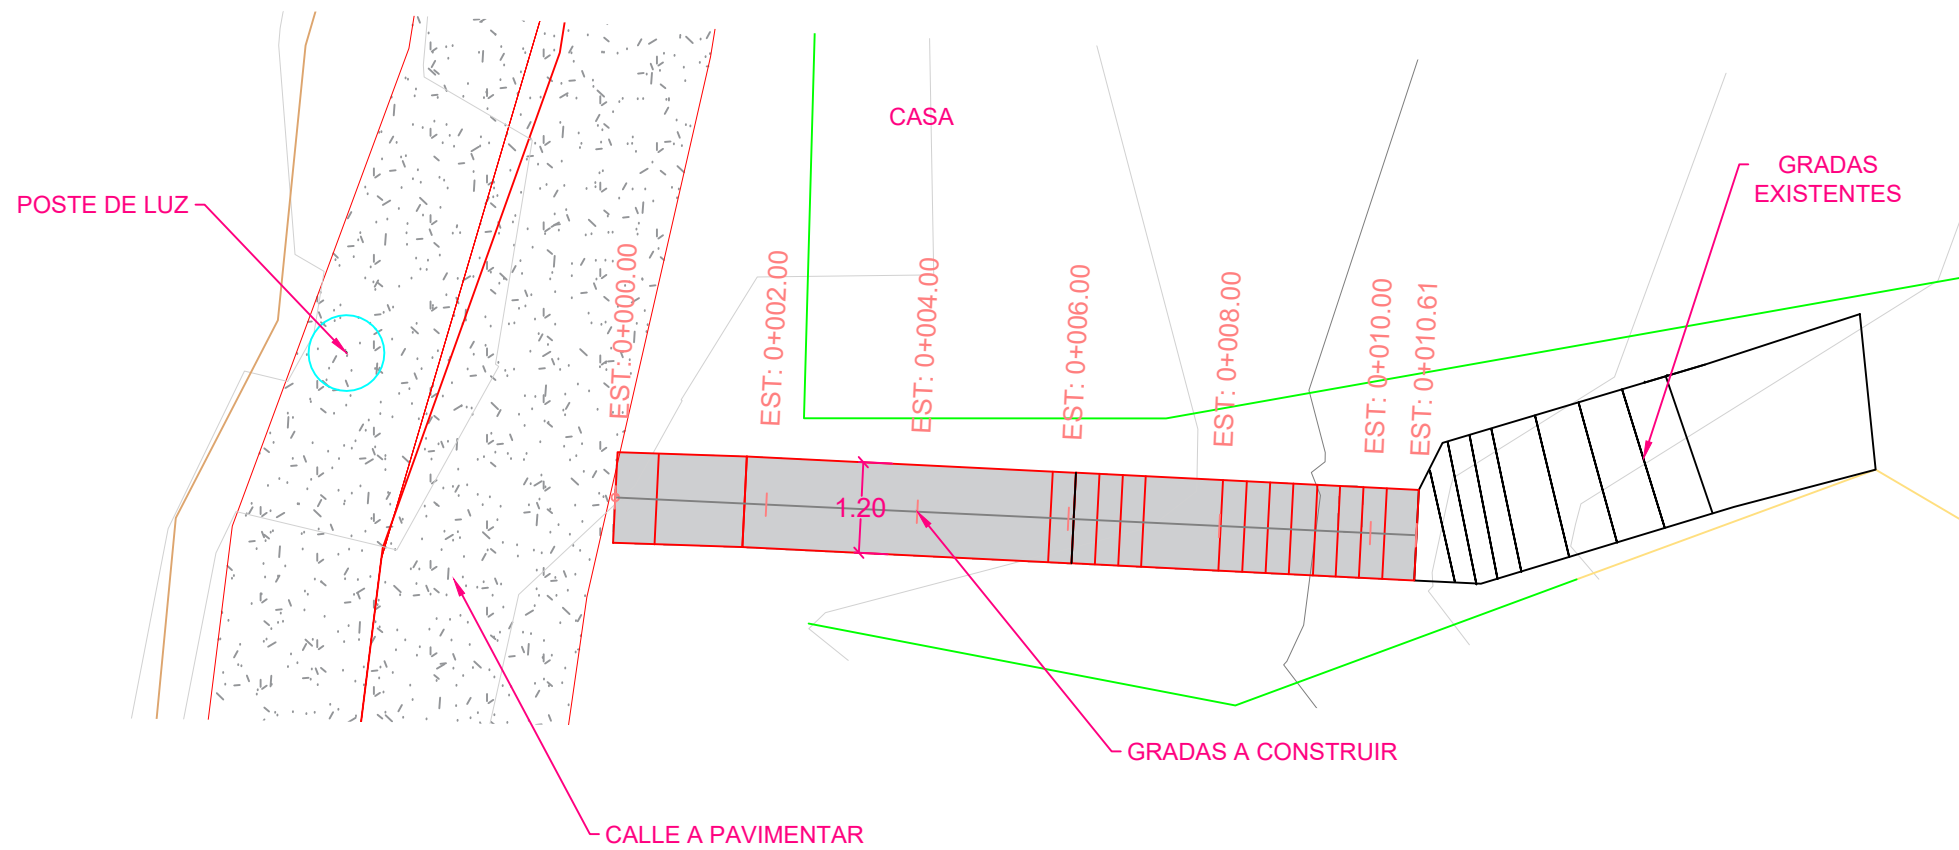 CASA
GRADAS
EXISTENTES
POSTE DE LUZ
EST: 0+000.00
EST: 0+002.00
EST: 0+004.00
EST: 0+006.00
EST: 0+008.00
EST: 0+010.00
EST: 0+010.61
1.20
GRADAS A CONSTRUIR
CALLE A PAVIMENTAR